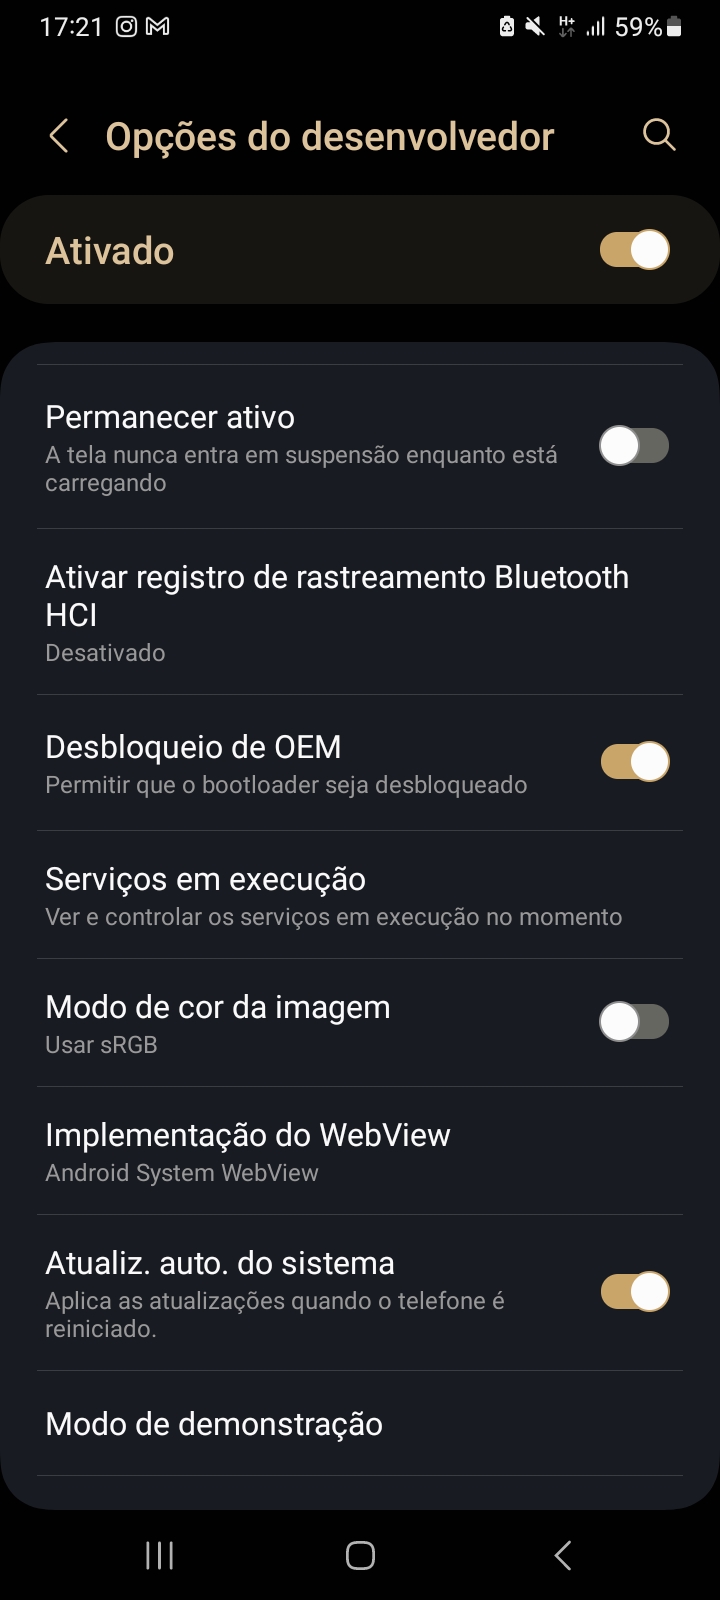 17:21
H+
59%
Opções do desenvolvedor
Ativado
Permanecer ativo
A tela nunca entra em suspensão enquanto está
carregando
Ativar registro de rastreamento Bluetooth
HCI
Desativado
Desbloqueio de OEM
Permitir que o bootloader seja desbloqueado
Serviços em execução
Ver e controlar os serviços em execução no momento
Modo de cor da imagem
Usar sRGB
Implementação do WebView
Android System WebView
Atualiz. auto. do sistema
Aplica as atualizações quando o telefone é
reiniciado.
Modo de demonstração